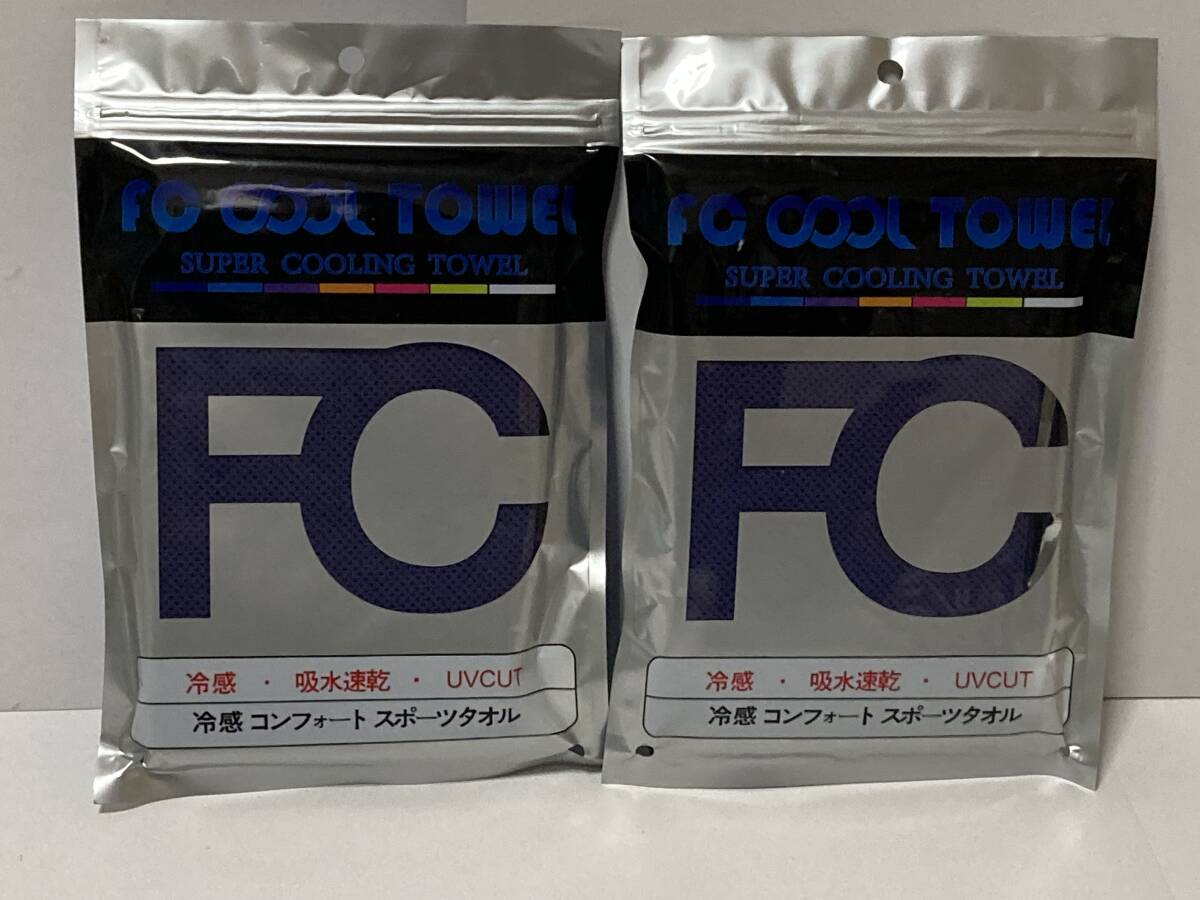 FC COOL TOWEL
SUPER COOLING TOWEL
FC
冷感 ・ 吸水速乾 ・ UVCUT
冷感 コンフォート スポーツタオル
FC COOL TOWEL
SUPER COOLING TOWEL
FC
冷感 ・ 吸水速乾 ・ UVCUT
冷感 コンフォート スポーツタオル